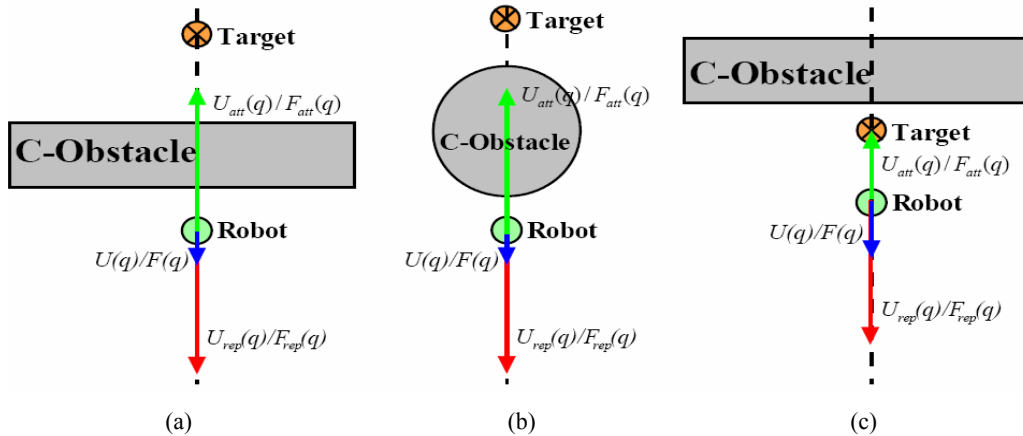 Target
U_att(q)/F_att(q)
C-Obstacle
Robot
U(q)/F(q)
U_rep(q)/F_rep(q)
(a)
Target
U_att(q)/F_att(q)
C-Obstacle
Robot
U(q)/F(q)
U_rep(q)/F_rep(q)
(b)
C-Obstacle
Target
U_att(q)/F_att(q)
Robot
U(q)/F(q)
U_rep(q)/F_rep(q)
(c)